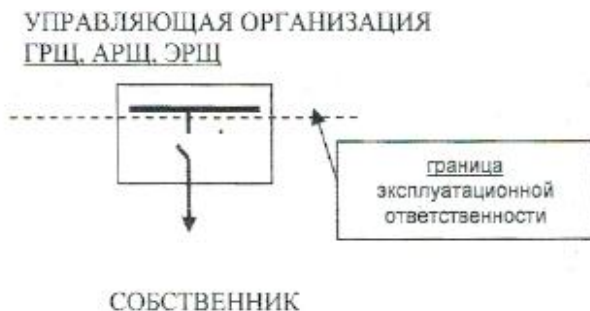 УПРАВЛЯЮЩАЯ ОРГАНИЗАЦИЯ
ГРЩ, АРЩ, ЭРЩ
граница
эксплуатационной
ответственности
СОБСТВЕННИК